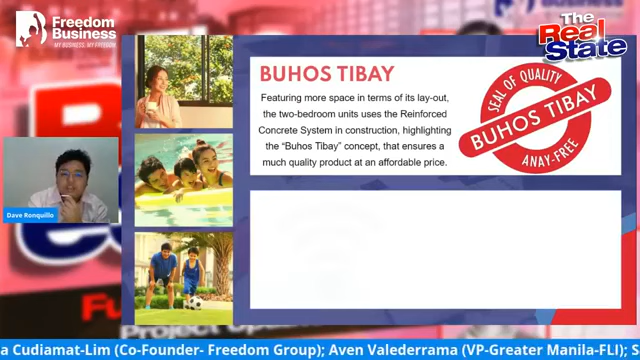 Freedom
Business
MY BUSINESS. MY FREEDOM.
The
Real
State
BUHOS TIBAY
Featuring more space in terms of its lay-out,
the two-bedroom units uses the Reinforced
Concrete System in construction, highlighting
the “Buhos Tibay” concept, that ensures a
much quality product at an affordable price.
SEAL OF QUALITY
BUHOS TIBAY
ANAY-FREE
Dave Ronquillo
a Cudiamat-Lim (Co-Founder- Freedom Group); Aven Valederrama (VP-Greater Manila-FLI); S